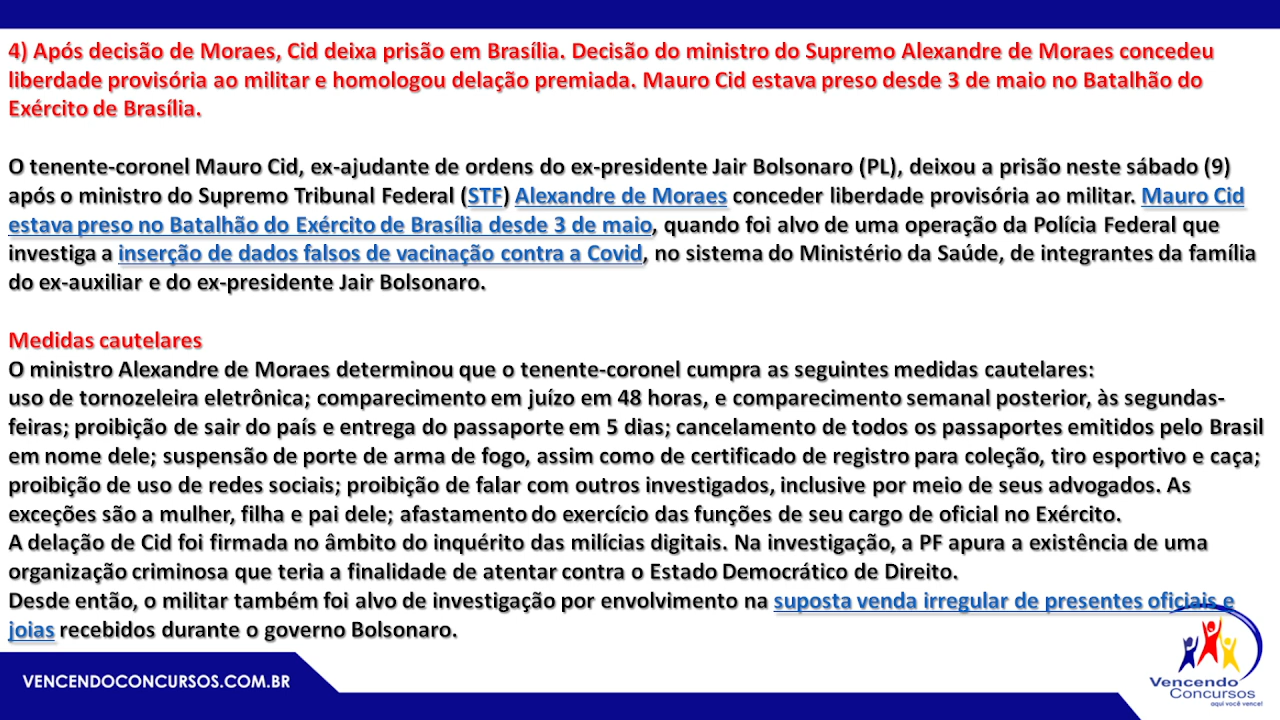 4) Após decisão de Moraes, Cid deixa prisão em Brasília. Decisão do ministro do Supremo Alexandre de Moraes concedeu
liberdade provisória ao militar e homologou delação premiada. Mauro Cid estava preso desde 3 de maio no Batalhão do
Exército de Brasília.
O tenente-coronel Mauro Cid, ex-ajudante de ordens do ex-presidente Jair Bolsonaro (PL), deixou a prisão neste sábado (9)
após o ministro do Supremo Tribunal Federal (STF) Alexandre de Moraes conceder liberdade provisória ao militar. Mauro Cid
estava preso no Batalhão do Exército de Brasília desde 3 de maio, quando foi alvo de uma operação da Polícia Federal que
investiga a inserção de dados falsos de vacinação contra a Covid, no sistema do Ministério da Saúde, de integrantes da família
do ex-auxiliar e do ex-presidente Jair Bolsonaro.
Medidas cautelares
O ministro Alexandre de Moraes determinou que o tenente-coronel cumpra as seguintes medidas cautelares:
uso de tornozeleira eletrônica; comparecimento em juízo em 48 horas, e comparecimento semanal posterior, às segundas-
feiras; proibição de sair do país e entrega do passaporte em 5 dias; cancelamento de todos os passaportes emitidos pelo Brasil
em nome dele; suspensão de porte de arma de fogo, assim como de certificado de registro para coleção, tiro esportivo e caça;
proibição de uso de redes sociais; proibição de falar com outros investigados, inclusive por meio de seus advogados. As
exceções são a mulher, filha e pai dele; afastamento do exercício das funções de seu cargo de oficial no Exército.
A delação de Cid foi firmada no âmbito do inquérito das milícias digitais. Na investigação, a PF apura a existência de uma
organização criminosa que teria a finalidade de atentar contra o Estado Democrático de Direito.
Desde então, o militar também foi alvo de investigação por envolvimento na suposta venda irregular de presentes oficiais e
joias recebidos durante o governo Bolsonaro.
VENCENDOCONCURSOS.COM.BR
Vencendo
Concursos
aqui você vence!